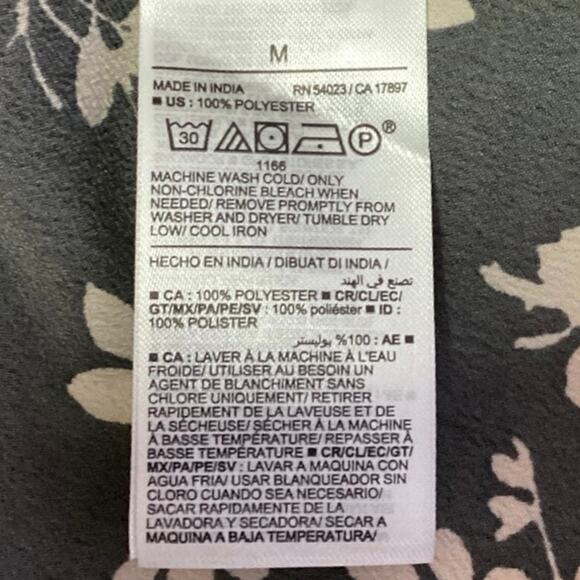 M
MADE IN INDIA RN 54023 / CA 17897
■ US : 100% POLYESTER
30 P ®
1166
MACHINE WASH COLD/ ONLY
NON-CHLORINE BLEACH WHEN
NEEDED/ REMOVE PROMPTLY FROM
WASHER AND DRYER/ TUMBLE DRY
LOW/ COOL IRON
HECHO EN INDIA / DIBUAT DI INDIA /
تصنع في الهند
■ CA : 100% POLYESTER ■ CR/CL/EC/
GT/MX/PA/PE/SV : 100% poliéster ■ ID :
100% POLISTER
■ AE : 100% بوليستر
■ CA : LAVER À LA MACHINE À L'EAU
FROIDE/ UTILISER AU BESOIN UN
AGENT DE BLANCHIMENT SANS
CHLORE UNIQUEMENT/ RETIRER
RAPIDEMENT DE LA LAVEUSE ET DE
LA SÉCHEUSE/ SÉCHER À LA MACHINE
À BASSE TEMPÉRATURE/ REPASSER À
BASSE TEMPÉRATURE ■ CR/CL/EC/GT/
MX/PA/PE/SV : LAVAR A MAQUINA CON
AGUA FRIA/ USAR BLANQUEADOR SIN
CLORO CUANDO SEA NECESARIO/
SACAR RAPIDAMENTE DE LA
LAVADORA Y SECADORA/ SECAR A
MAQUINA A BAJA TEMPERATURA/